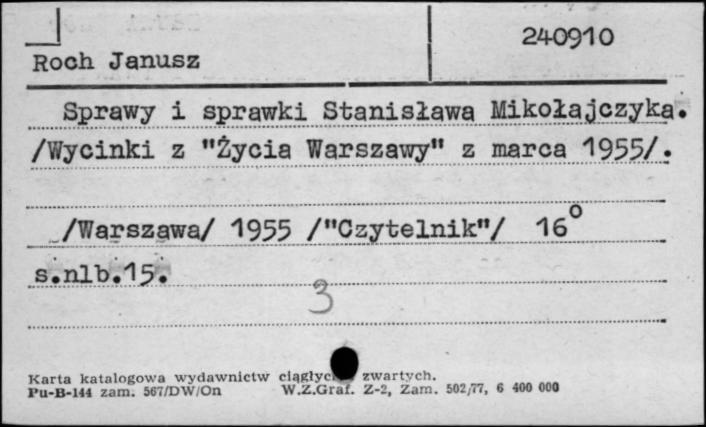 240910
Roch Janusz
Sprawy i sprawki Stanisława Mikołajczyka.
/Wycinki z "Życia Warszawy" z marca 1955/.
/Warszawa/ 1955 /"Czytelnik"/ 16°
s.nlb.15.
3
Karta katalogowa wydawnictw zwartych.
Pu-B-144 zam. 567/DW/On W.Z.Graf. Z-2, Zam. 502/77, 6 400 000